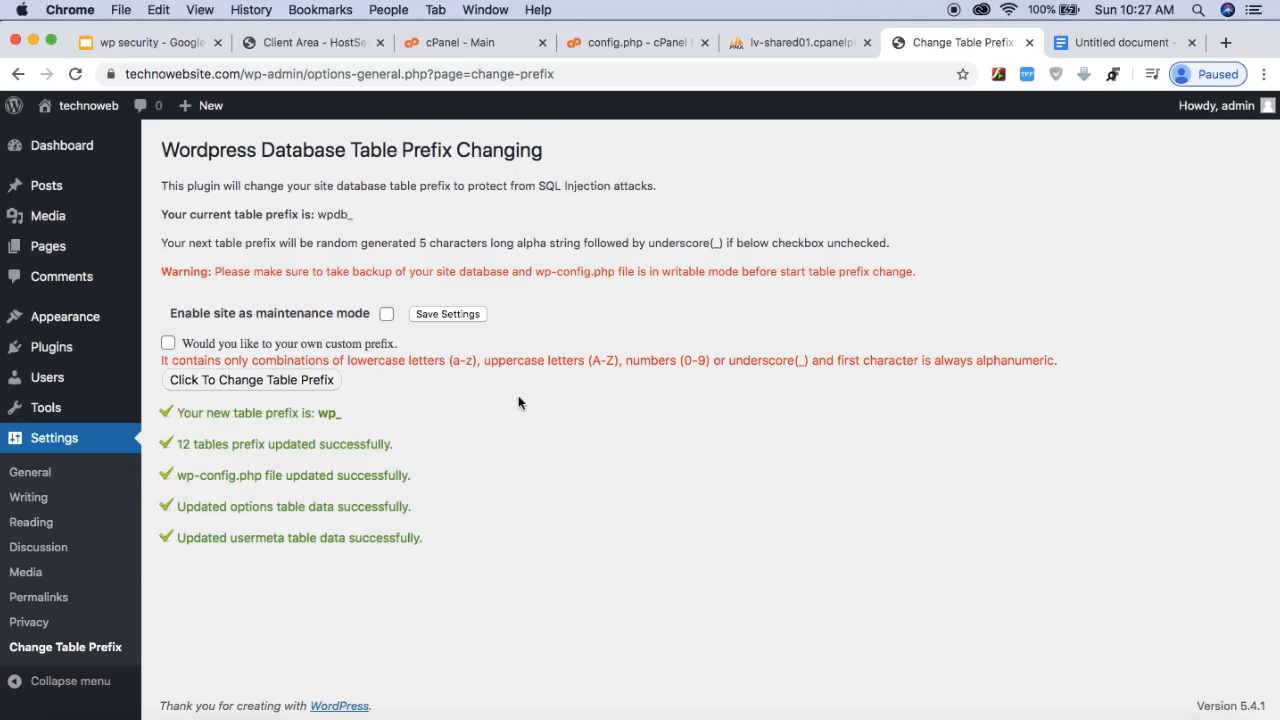 Chrome File Edit View History Bookmarks People Tab Window Help 100% Sun 10:27 AM
wp security - Google Client Area - HostSe cPanel - Main config.php - cPanel F lv-shared01.cpanelp Change Table Prefix Untitled document -
technowebsite.com/wp-admin/options-general.php?page=change-prefix TFF Paused
technoweb 0 New Howdy, admin
Dashboard
Posts
Media
Pages
Comments
Appearance
Plugins
Users
Tools
Settings
General
Writing
Reading
Discussion
Media
Permalinks
Privacy
Change Table Prefix
Collapse menu
Wordpress Database Table Prefix Changing
This plugin will change your site database table prefix to protect from SQL Injection attacks.
Your current table prefix is: wpdb_
Your next table prefix will be random generated 5 characters long alpha string followed by underscore(_) if below checkbox unchecked.
Warning: Please make sure to take backup of your site database and wp-config.php file is in writable mode before start table prefix change.
Enable site as maintenance mode Save Settings
Would you like to your own custom prefix.
It contains only combinations of lowercase letters (a-z), uppercase letters (A-Z), numbers (0-9) or underscore(_) and first character is always alphanumeric.
Click To Change Table Prefix
Your new table prefix is: wp_
12 tables prefix updated successfully.
wp-config.php file updated successfully.
Updated options table data successfully.
Updated usermeta table data successfully.
Thank you for creating with WordPress. Version 5.4.1